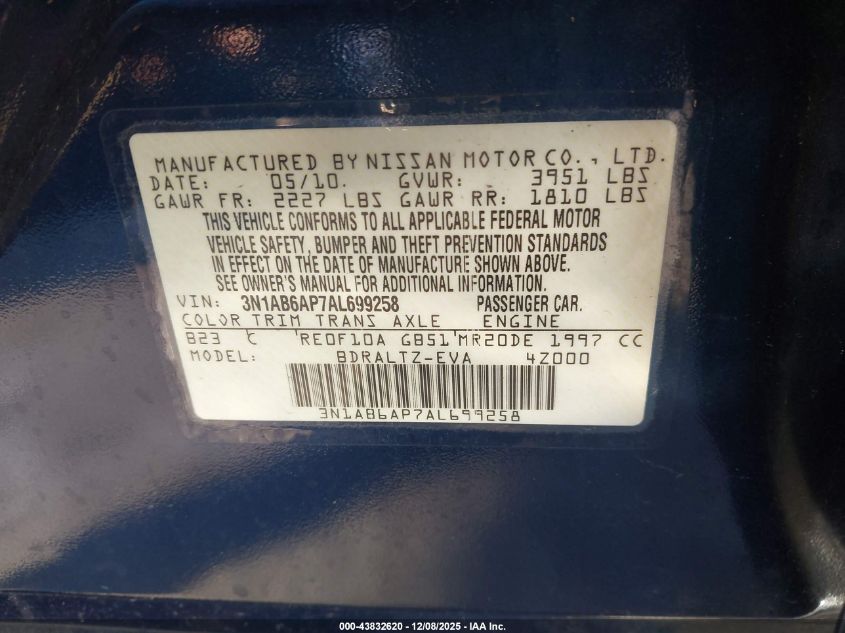 MANUFACTURED BY NISSAN MOTOR CO., LTD.
DATE: 05/10. GVWR: 3951 LBS
GAWR FR: 2227 LBS GAWR RR: 1810 LBS
THIS VEHICLE CONFORMS TO ALL APPLICABLE FEDERAL MOTOR
VEHICLE SAFETY, BUMPER AND THEFT PREVENTION STANDARDS
IN EFFECT ON THE DATE OF MANUFACTURE SHOWN ABOVE.
SEE OWNER'S MANUAL FOR ADDITIONAL INFORMATION.
VIN: 3N1AB6AP7AL699258 PASSENGER CAR.
COLOR TRIM TRANS AXLE ENGINE
B23 C RE0F10A GB51 MR20DE 1997 CC
MODEL: BDRALTZ-EVA 4Z000
3N1AB6AP7AL699258
000-43832620 - 12/08/2025 - IAA Inc.